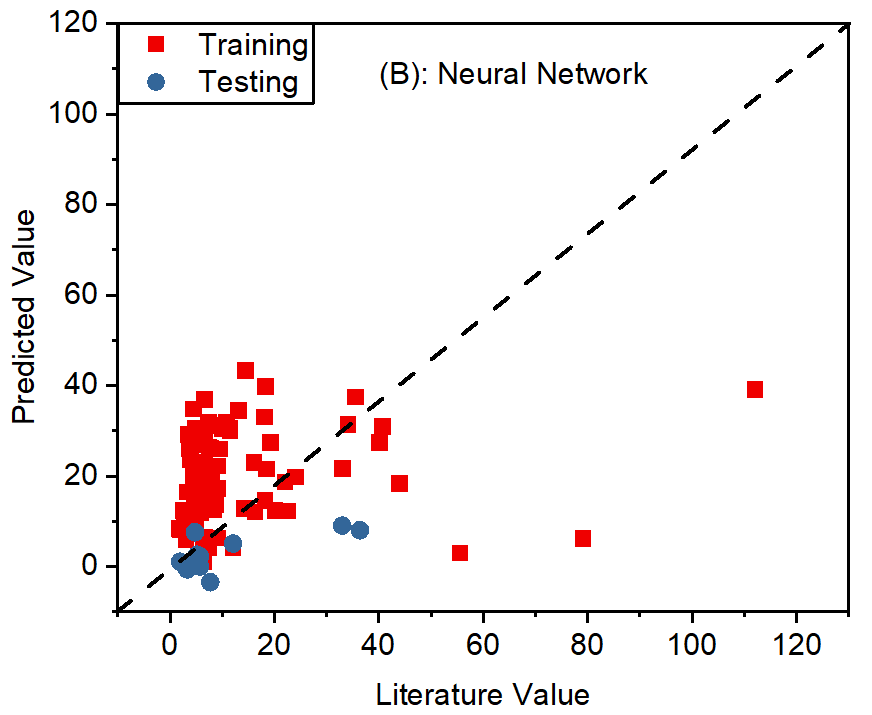 120
100
80
60
40
20
0
Predicted Value
Training
Testing
(B): Neural Network
0 20 40 60 80 100 120
Literature Value